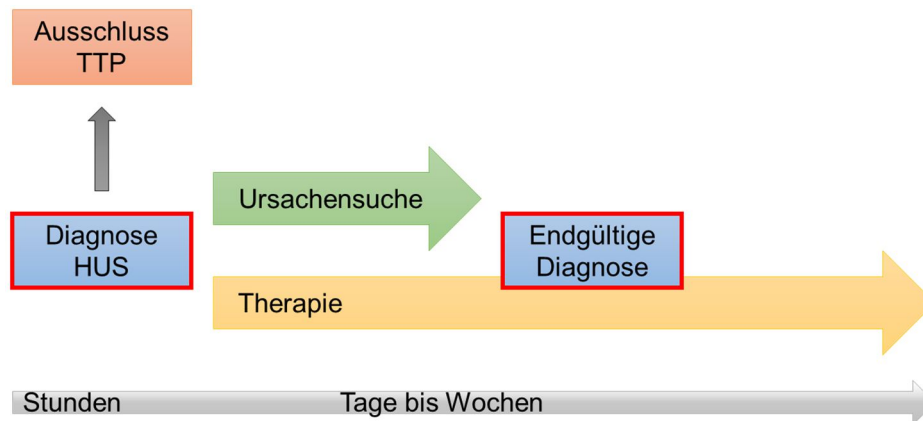 Ausschluss
TTP
Ursachensuche
Diagnose
HUS
Endgültige
Diagnose
Therapie
Stunden
Tage bis Wochen